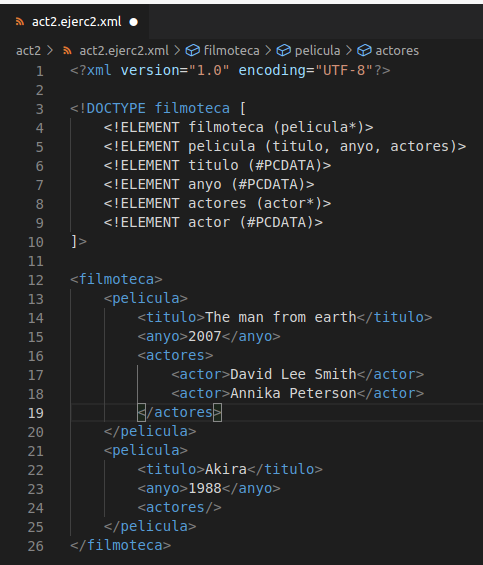 act2.ejerc2.xml
act2 > act2.ejerc2.xml > filmoteca > pelicula > actores
1 <?xml version="1.0" encoding="UTF-8"?>
2
3 <!DOCTYPE filmoteca [
4     <!ELEMENT filmoteca (pelicula*)>
5     <!ELEMENT pelicula (titulo, anyo, actores)>
6     <!ELEMENT titulo (#PCDATA)>
7     <!ELEMENT anyo (#PCDATA)>
8     <!ELEMENT actores (actor*)>
9     <!ELEMENT actor (#PCDATA)>
10 ]>
11
12 <filmoteca>
13     <pelicula>
14         <titulo>The man from earth</titulo>
15         <anyo>2007</anyo>
16         <actores>
17             <actor>David Lee Smith</actor>
18             <actor>Annika Peterson</actor>
19         </actores>
20     </pelicula>
21     <pelicula>
22         <titulo>Akira</titulo>
23         <anyo>1988</anyo>
24         <actores/>
25     </pelicula>
26 </filmoteca>